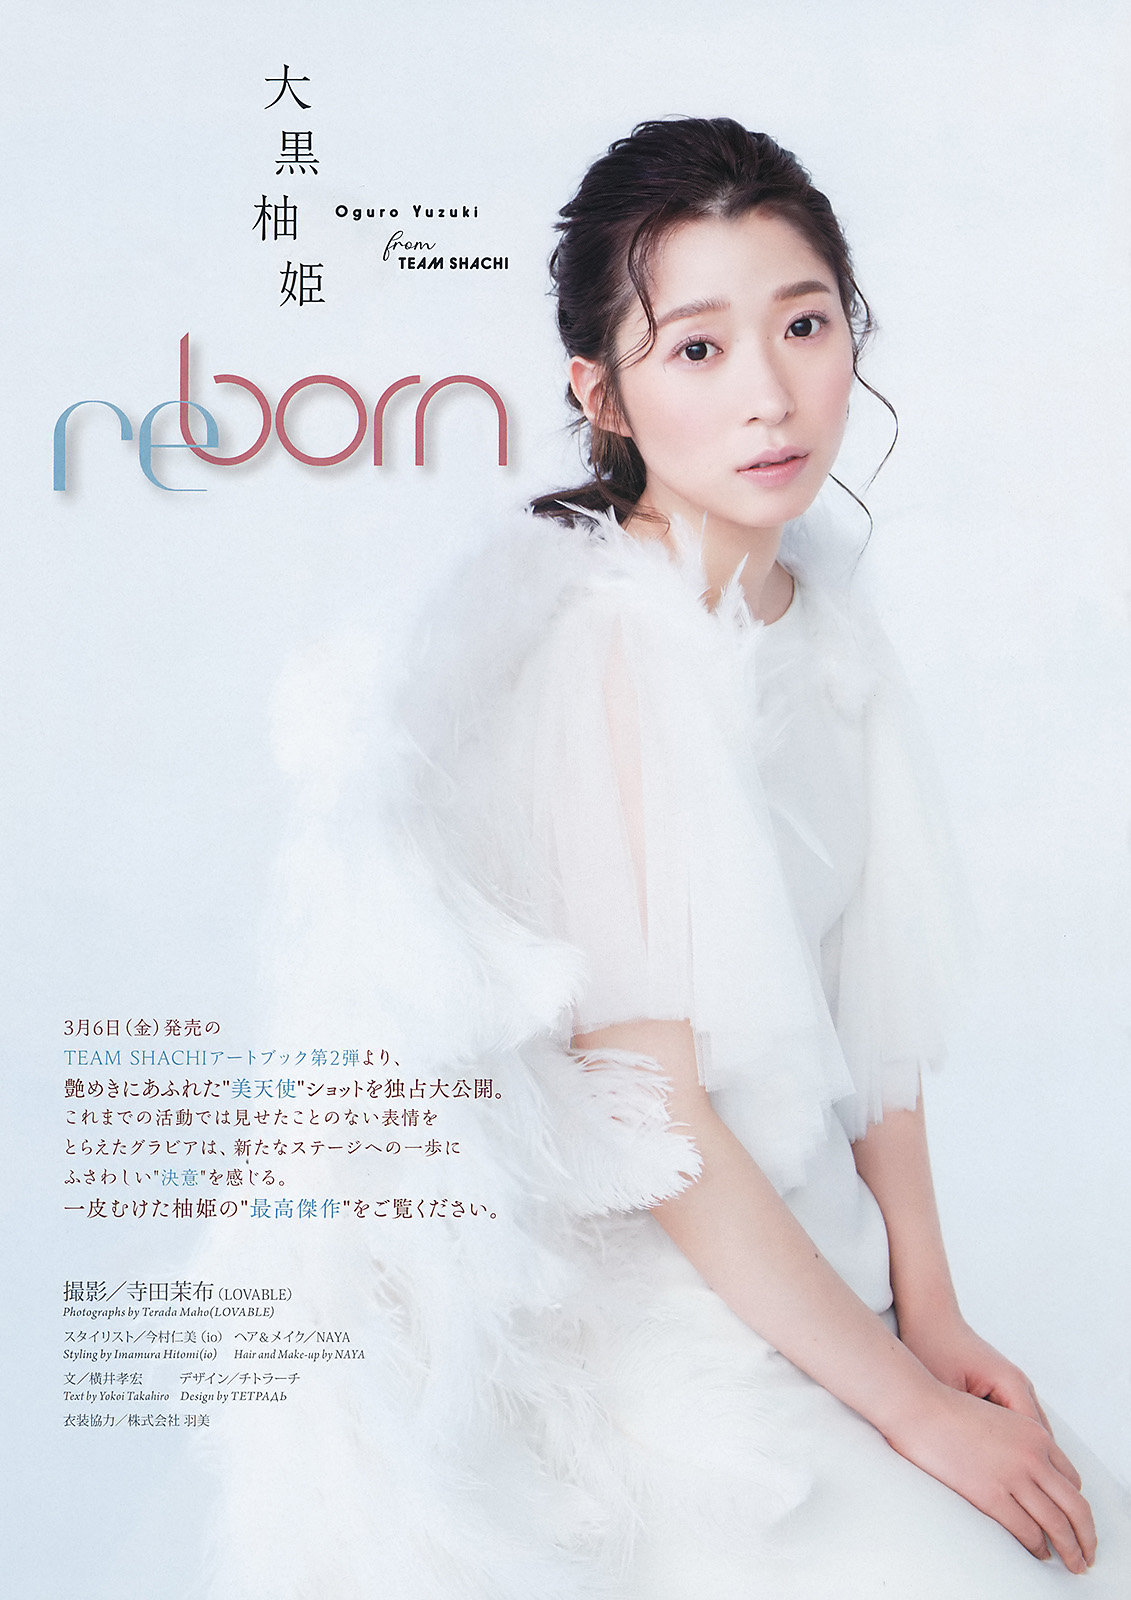 大黒柚姫
Oguro Yuzuki
from
TEAM SHACHI
reborn
3月6日(金)発売の
TEAM SHACHIアートブック第2弾より、
艶めきにあふれた"美天使"ショットを独占大公開。
これまでの活動では見せたことのない表情を
とらえたグラビアは、新たなステージへの一歩に
ふさわしい"決意"を感じる。
一皮むけた柚姫の"最高傑作"をご覧ください。
撮影／寺田茉布(LOVABLE)
Photographs by Terada Maho(LOVABLE)
スタイリスト／今村仁美(io) ヘア&メイク／NAYA
Styling by Imamura Hitomi(io) Hair and Make-up by NAYA
文／横井孝宏 デザイン／チトラーチ
Text by Yokoi Takahiro Design by ТЕТРАДЬ
衣装協力／株式会社 羽美